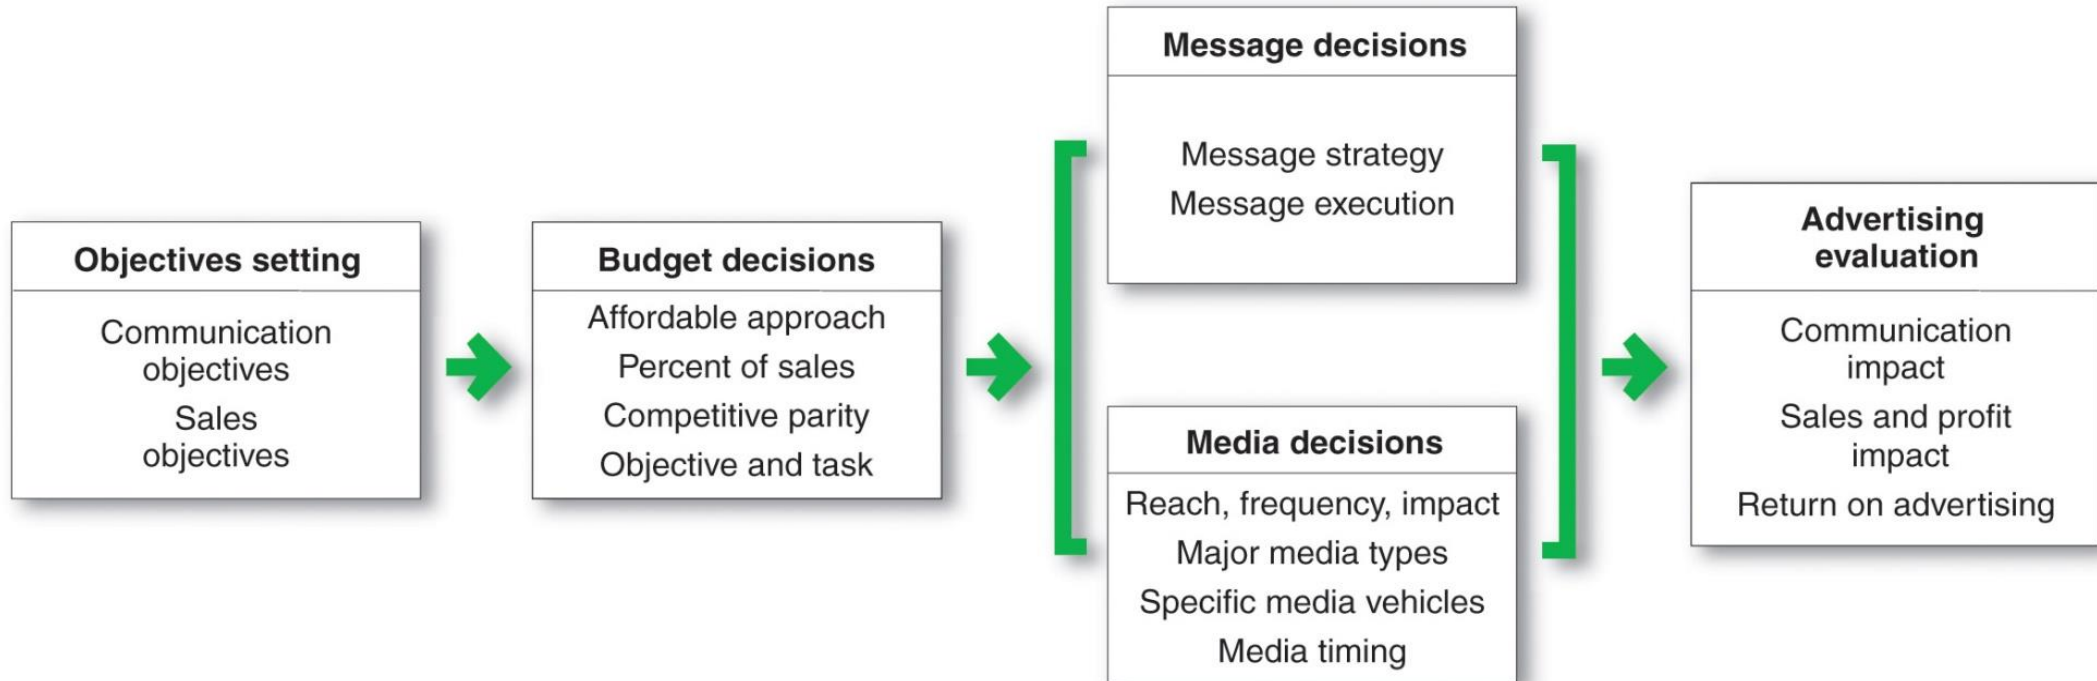 Objectives setting
Communication
objectives
Sales
objectives
Budget decisions
Affordable approach
Percent of sales
Competitive parity
Objective and task
Message decisions
Message strategy
Message execution
Media decisions
Reach, frequency, impact
Major media types
Specific media vehicles
Media timing
Advertising
evaluation
Communication
impact
Sales and profit
impact
Return on advertising